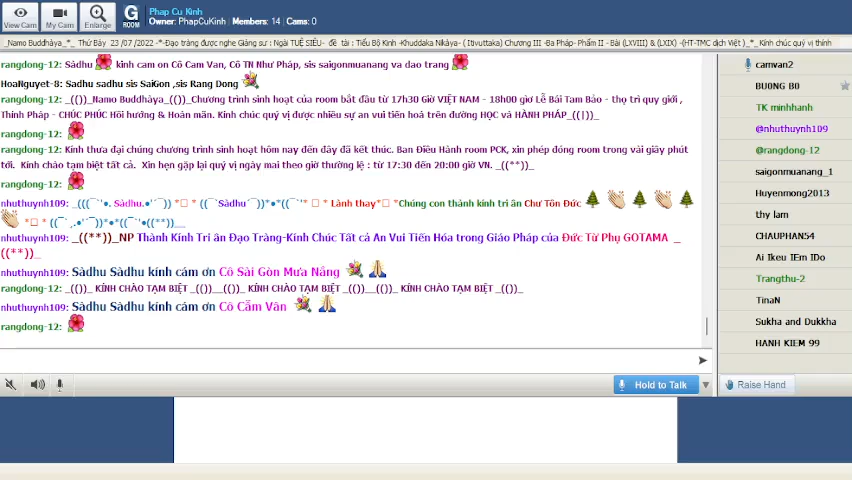 Phap Cu Kinh
Owner: PhapCuKinh | Members: 14 | Cams: 0
View Cam
My Cam
Enlarge
G
ROOM
_Namo Buddhàya_*_ Thứ Bảy 23 /07 /2022 -*-Đạo tràng được nghe Giảng sư : Ngài TUỆ SIÊU- đề tài : Tiểu Bộ Kinh -Khuddaka Nikàya- ( Itivuttaka) Chương III -Ba Pháp- Phẩm II - Bài (LXVIII) & (LXIX) -(HT-TMC dịch Việt )_*_ Kính chúc quý vị thính
rangdong-12: Sàdhu 🌺 kinh cam on Cô Cam Van, Cô TN Như Pháp, sis saigonmuanang va dao trang 🌺
HoaNguyet-8: Sadhu sadhu sis SaiGon ,sis Rang Dong 💐
rangdong-12: _(())_Namo Buddhàya_(())_Chương trình sinh hoạt của room bắt đầu từ 17h30 Giờ VIỆT NAM - 18h00 giờ Lễ Bái Tam Bảo - thọ trì quy giới ,
Thính Pháp - CHÚC PHÚC Hồi hướng & Hoàn mãn. Kính chúc quý vị được nhiều sự an vui tiến hoá trên đường HỌC và HÀNH PHÁP_((|))_
rangdong-12: 🌺
rangdong-12: Kính thưa đại chúng chương trình sinh hoạt hôm nay đến đây đã kết thúc. Ban Điều Hành room PCK, xin phép đóng room trong vài giây phút
tới. Kính chào tạm biệt tất cả. Xin hẹn gặp lại quý vị ngày mai theo giờ thường lệ : từ 17:30 đến 20:00 giờ VN. _((**))_
rangdong-12: 🌺
nhuthuynh109: _(((¯`'•. Sàdhu.•'´¯)) *🌹 * ((¯`Sàdhu´¯))*•*((¯`'* 🌹 * Lành thay*🌹 *Chúng con thành kính tri ân Chư Tôn Đức 🌲 👏 🌲 👏 🌲
👏 *🌹 * ((¯`¸.•'´¯))*•*((¯`'•((**))__
nhuthuynh109: _((**))_NP Thành Kính Tri ân Đạo Tràng-Kính Chúc Tất cả An Vui Tiến Hóa trong Giáo Pháp của Đức Từ Phụ GOTAMA _
((**))_
nhuthuynh109: Sàdhu Sàdhu kính cám ơn Cô Sài Gòn Mưa Nắng 💐 🙏
rangdong-12: _(())_ KÍNH CHÀO TẠM BIỆT _(())__(())_ KÍNH CHÀO TẠM BIỆT _(())__(())_ KÍNH CHÀO TẠM BIỆT _(())_
nhuthuynh109: Sàdhu Sàdhu kính cám ơn Cô Cẩm Vân 💐 🙏
rangdong-12: 🌺
Hold to Talk
camvan2
BUONG B0
TK minhhanh
@nhuthuynh109
@rangdong-12
saigonmuanang_1
Huyenmong2013
thy lam
CHAUPHAN54
Ai Ikeu IEm IDo
Trangthu-2
TinaN
Sukha and Dukkha
HANH KIEM 99
Raise Hand